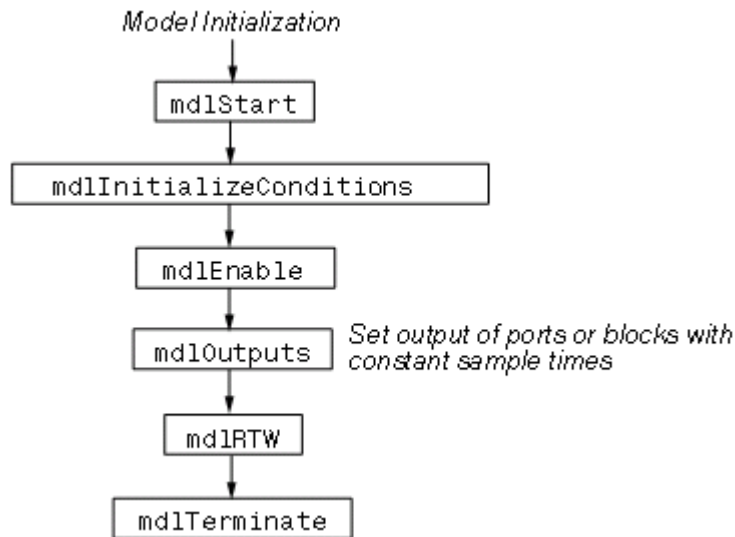 Model Initialization
mdlStart
mdlInitializeConditions
mdlEnable
mdlOutputs
Set output of ports or blocks with
constant sample times
mdlRTW
mdlTerminate